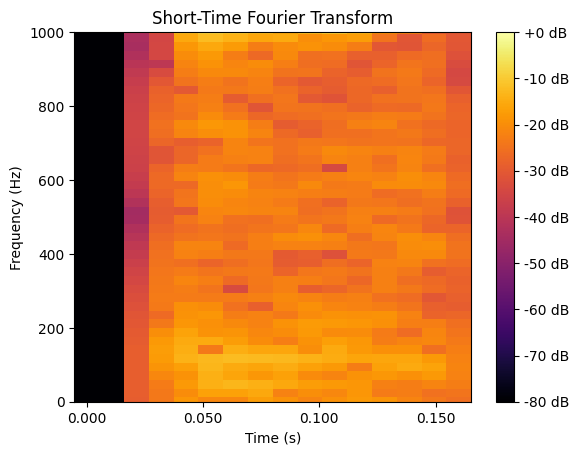 Short-Time Fourier Transform
1000
800
600
400
200
0
Frequency (Hz)
0.000
0.050
0.100
0.150
Time (s)
+0 dB
-10 dB
-20 dB
-30 dB
-40 dB
-50 dB
-60 dB
-70 dB
-80 dB